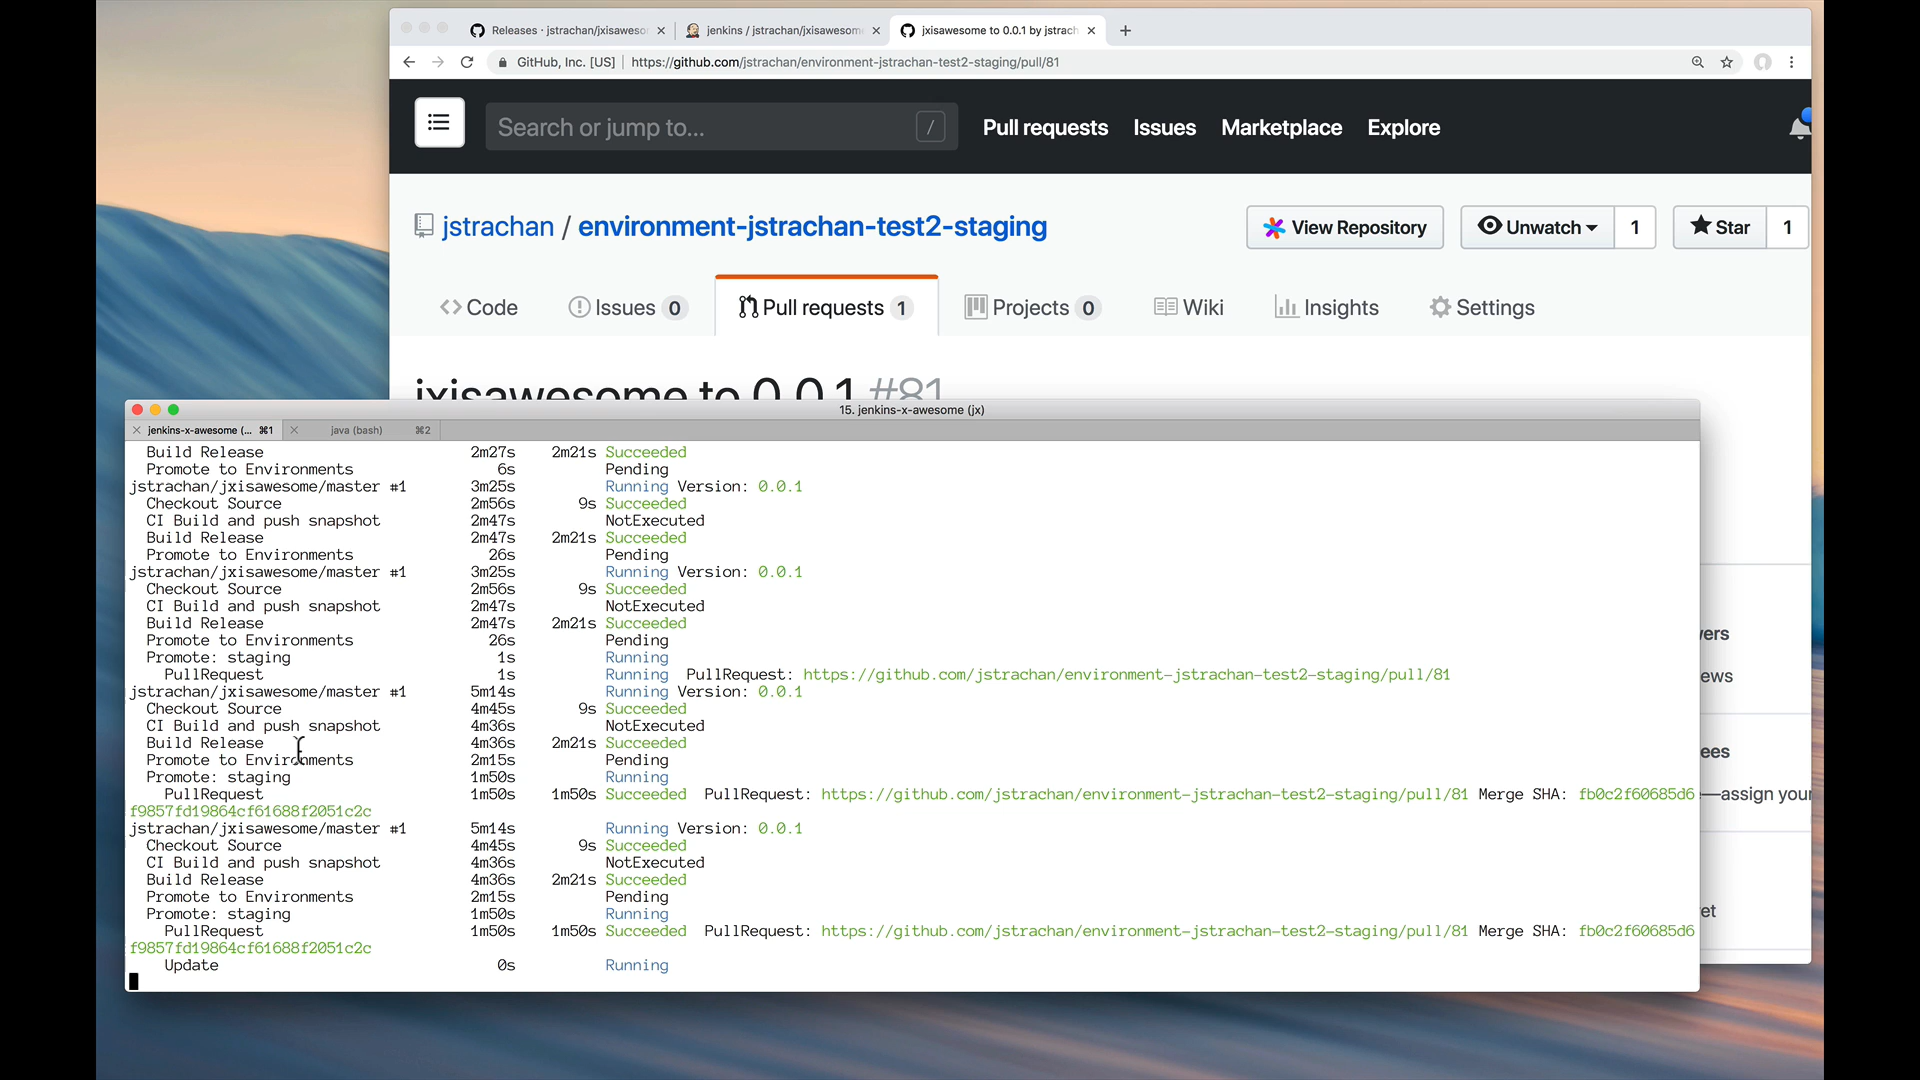 Releases · jstrachan/jxisawesor
jenkins / jstrachan/jxisawesome
jxisawesome to 0.0.1 by jstrach
GitHub, Inc. [US] https://github.com/jstrachan/environment-jstrachan-test2-staging/pull/81
Search or jump to... /
Pull requests Issues Marketplace Explore
jstrachan / environment-jstrachan-test2-staging
View Repository Unwatch 1 Star 1
Code Issues 0 Pull requests 1 Projects 0 Wiki Insights Settings
jxisawesome to 0.0.1 #81
15. jenkins-x-awesome (jx)
jenkins-x-awesome (... ⌘1 java (bash) ⌘2
Build Release 2m27s 2m21s Succeeded
Promote to Environments 6s Pending
jstrachan/jxisawesome/master #1 3m25s Running Version: 0.0.1
Checkout Source 2m56s 9s Succeeded
CI Build and push snapshot 2m47s NotExecuted
Build Release 2m47s 2m21s Succeeded
Promote to Environments 26s Pending
jstrachan/jxisawesome/master #1 3m25s Running Version: 0.0.1
Checkout Source 2m56s 9s Succeeded
CI Build and push snapshot 2m47s NotExecuted
Build Release 2m47s 2m21s Succeeded
Promote to Environments 26s Pending
Promote: staging 1s Running
PullRequest 1s Running PullRequest: https://github.com/jstrachan/environment-jstrachan-test2-staging/pull/81
jstrachan/jxisawesome/master #1 5m14s Running Version: 0.0.1
Checkout Source 4m45s 9s Succeeded
CI Build and push snapshot 4m36s NotExecuted
Build Release 4m36s 2m21s Succeeded
Promote to Environments 2m15s Pending
Promote: staging 1m50s Running
PullRequest 1m50s 1m50s Succeeded PullRequest: https://github.com/jstrachan/environment-jstrachan-test2-staging/pull/81 Merge SHA: fb0c2f60685d6
f9857fd19864cf61688f2051c2c
jstrachan/jxisawesome/master #1 5m14s Running Version: 0.0.1
Checkout Source 4m45s 9s Succeeded
CI Build and push snapshot 4m36s NotExecuted
Build Release 4m36s 2m21s Succeeded
Promote to Environments 2m15s Pending
Promote: staging 1m50s Running
PullRequest 1m50s 1m50s Succeeded PullRequest: https://github.com/jstrachan/environment-jstrachan-test2-staging/pull/81 Merge SHA: fb0c2f60685d6
f9857fd19864cf61688f2051c2c
Update 0s Running
vers
ews
ees
—assign your
et